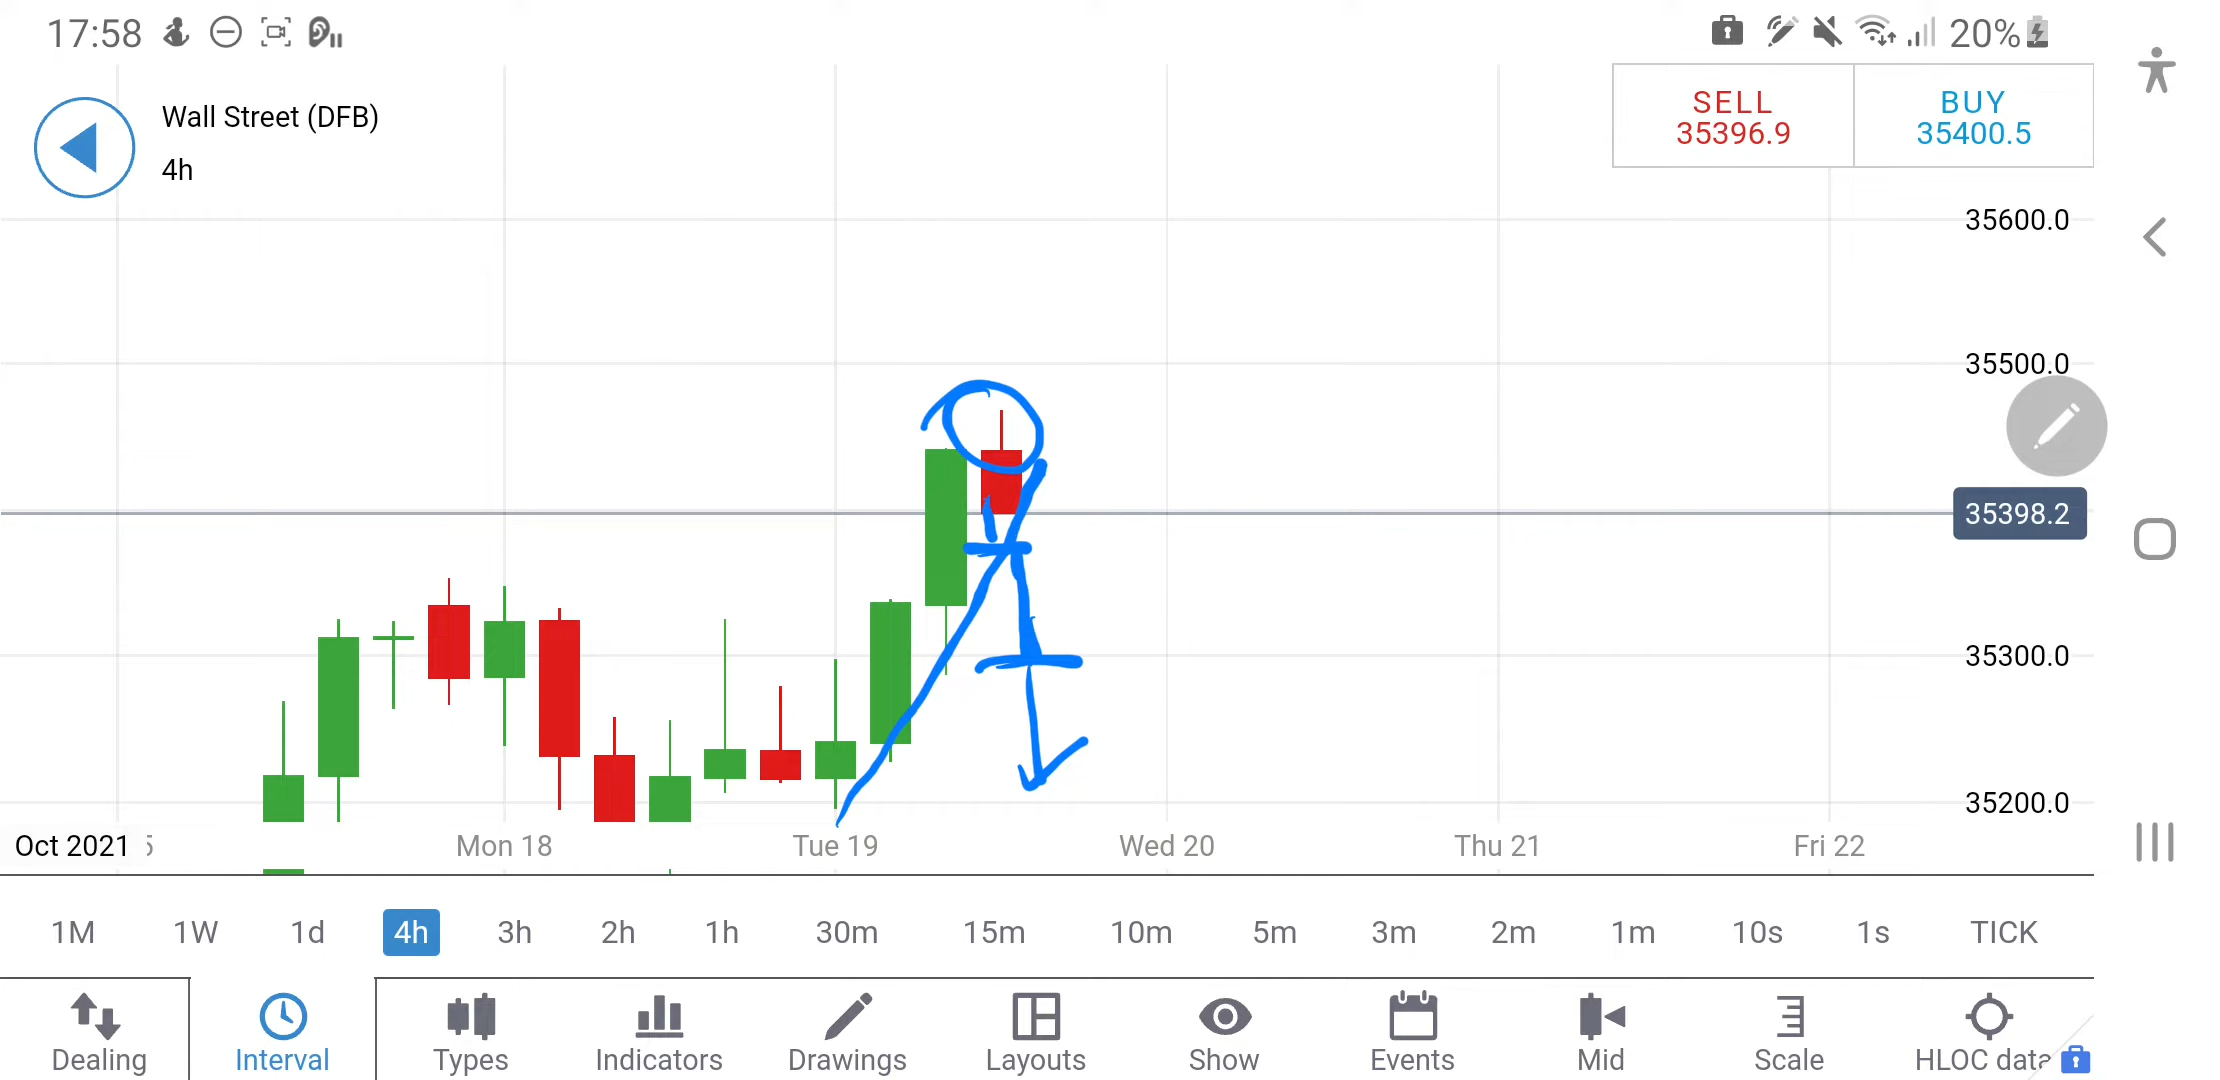 17:58
20%
Wall Street (DFB)
4h
SELL
35396.9
BUY
35400.5
35600.0
35500.0
35398.2
35300.0
35200.0
Oct 2021 5 Mon 18 Tue 19 Wed 20 Thu 21 Fri 22
1M 1W 1d 4h 3h 2h 1h 30m 15m 10m 5m 3m 2m 1m 10s 1s TICK
Dealing Interval Types Indicators Drawings Layouts Show Events Mid Scale HLOC data